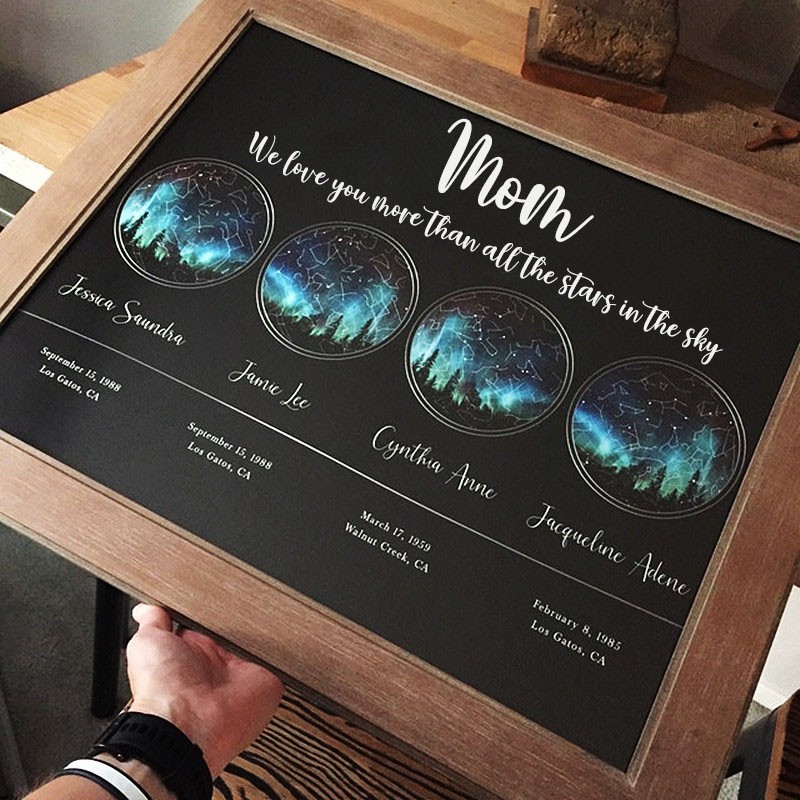 Mom
We love you more than all the stars in the sky
Jessica Saundra
September 15, 1988
Los Gatos, CA
Jamie Lee
September 15, 1988
Los Gatos, CA
Cynthia Anne
March 17, 1959
Walnut Creek, CA
Jacqueline Adene
February 8, 1985
Los Gatos, CA